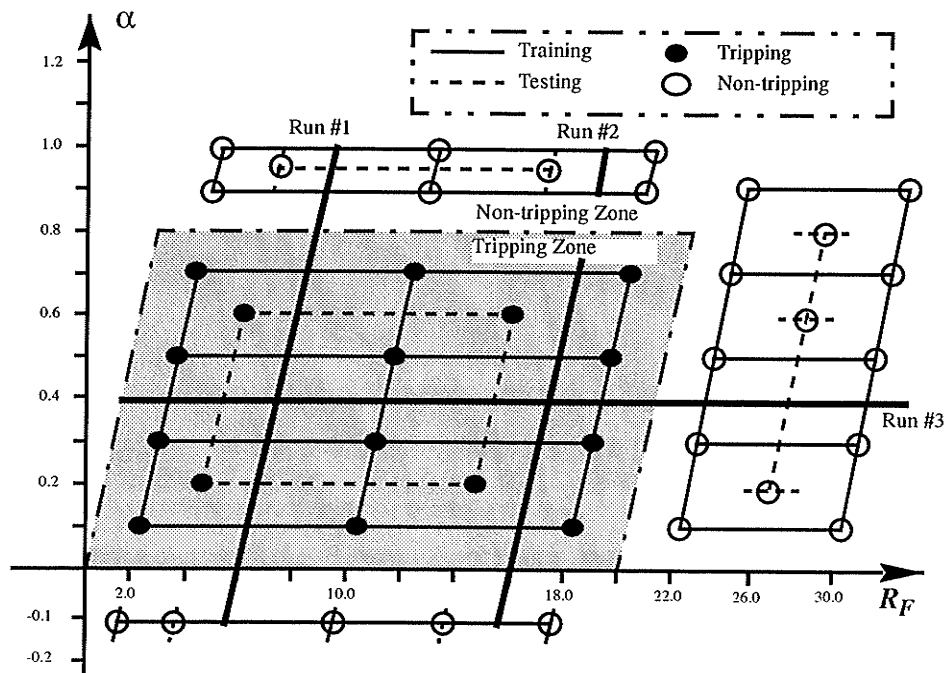 α
1.2
Training
Tripping
Testing
Non-tripping
1.0
Run #1
Run #2
Non-tripping Zone
0.8
Tripping Zone
0.6
0.4
Run #3
0.2
2.0
10.0
18.0
22.0
26.0
30.0
R_F
-0.1
-0.2